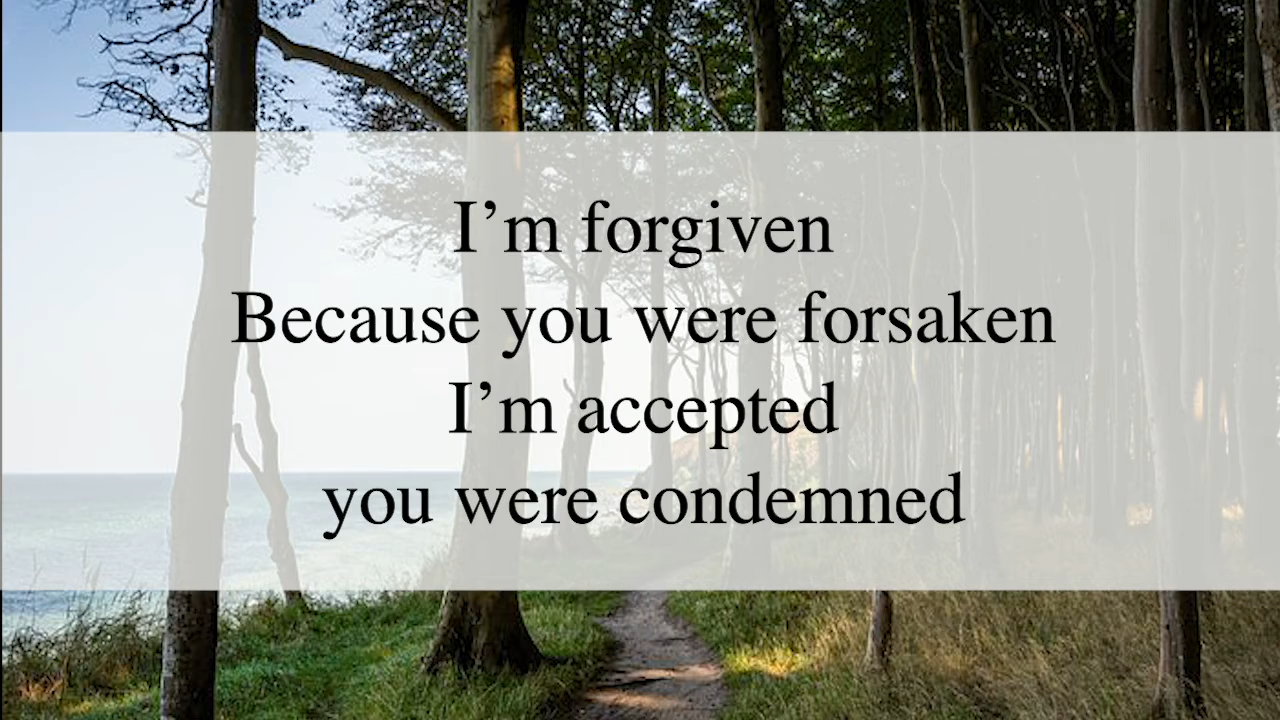 I’m forgiven
Because you were forsaken
I’m accepted
you were condemned